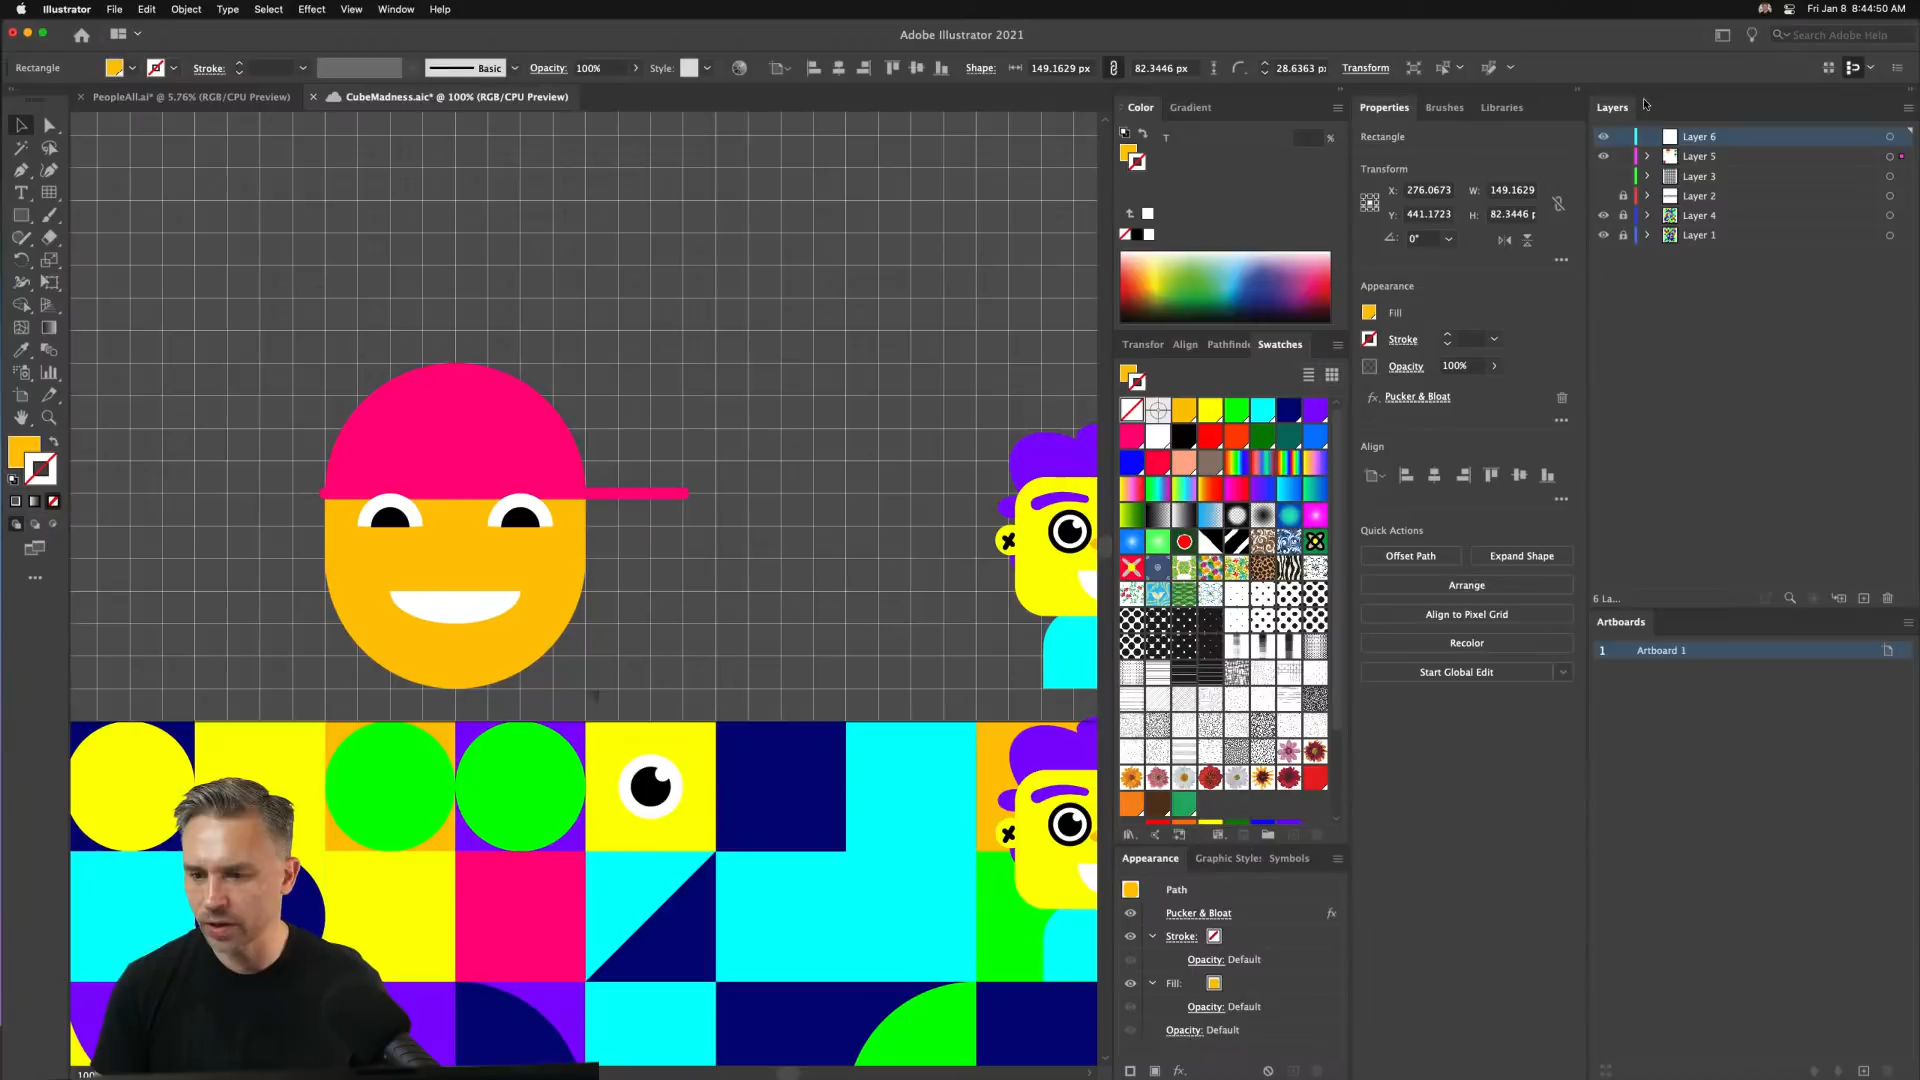 Illustrator File Edit Object Type Select Effect View Window Help
Fri Jan 8 8:44:50 AM
Adobe Illustrator 2021
Search Adobe Help
Rectangle
Stroke:
Basic
Opacity: 100%
Style:
Shape:
149.1629 px
82.3446 px
28.6363 px
Transform
PeopleAll.ai* @ 5.76% (RGB/CPU Preview)
CubeMadness.aic* @ 100% (RGB/CPU Preview)
Color Gradient
T %
Transfor Align Pathfinde Swatches
Appearance Graphic Style: Symbols
Path
Pucker & Bloat
Stroke:
Opacity: Default
Fill:
Opacity: Default
Opacity: Default
Properties Brushes Libraries
Rectangle
Transform
X: 276.0673 W: 149.1629
Y: 441.1723 H: 82.3446 p
0°
Appearance
Fill
Stroke
Opacity 100%
fx. Pucker & Bloat
Align
Quick Actions
Offset Path Expand Shape
Arrange
Align to Pixel Grid
Recolor
Start Global Edit
Layers
Layer 6
Layer 5
Layer 3
Layer 2
Layer 4
Layer 1
6 La...
Artboards
1 Artboard 1
100